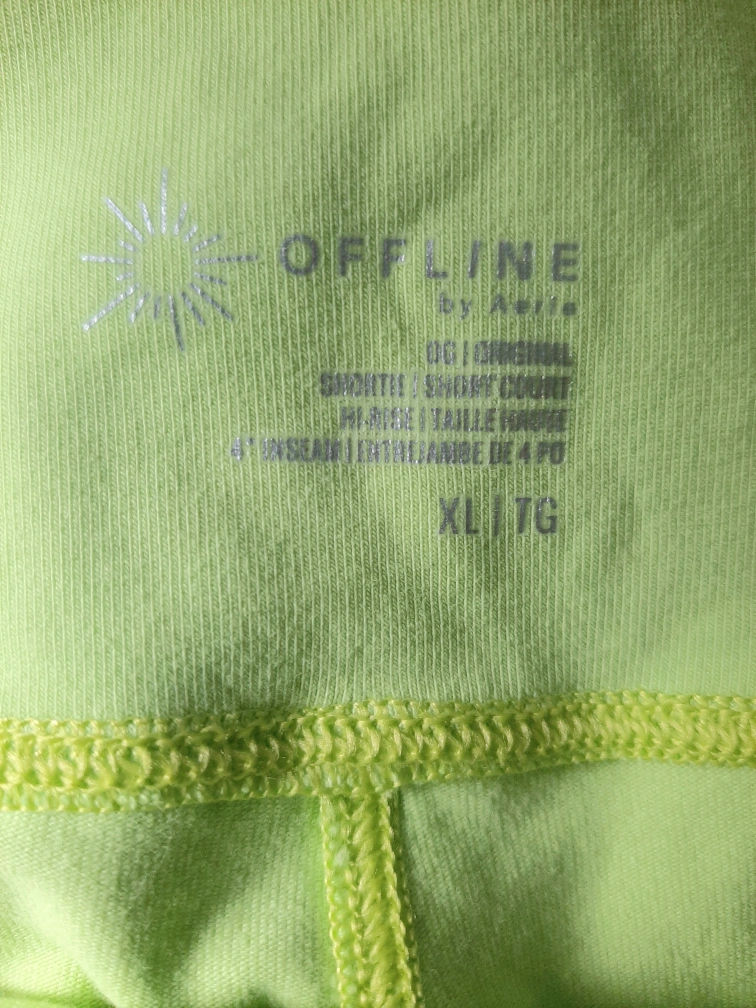 OFFLINE
by Aerie
OG | ORIGINAL
SHORTIE | SHORT COURT
HI-RISE | TAILLE HAUTE
4" INSEAM | ENTREJAMBE DE 4 PO
XL | TG